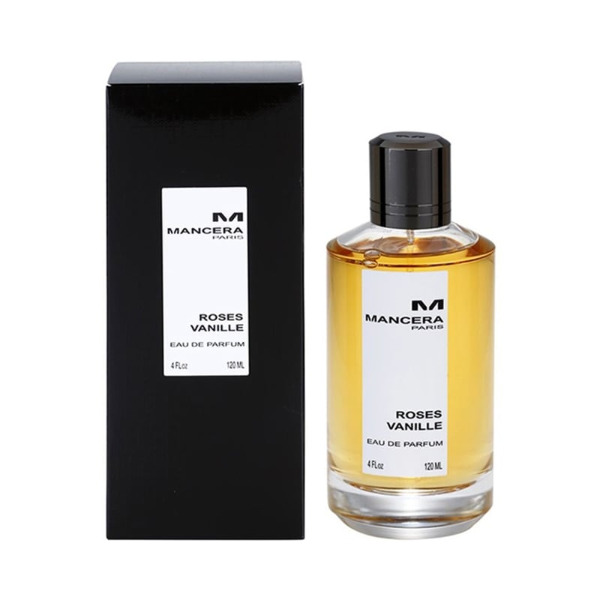 M
MANCERA
PARIS
ROSES
VANILLE
EAU DE PARFUM
4 FLoz 120 ML
M
MANCERA
PARIS
ROSES
VANILLE
EAU DE PARFUM
4 FLoz 120 ML